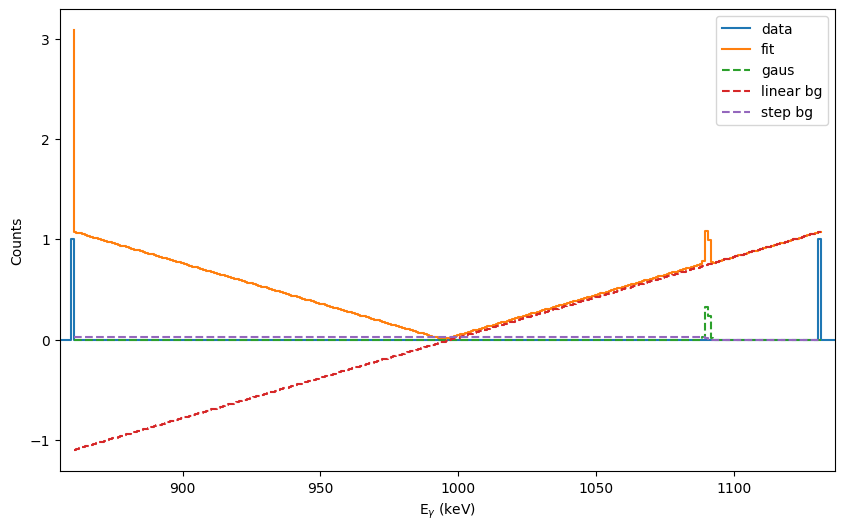 data
fit
gaus
linear bg
step bg
Counts
3
2
1
0
−1
900
950
1000
1050
1100
Eγ (keV)